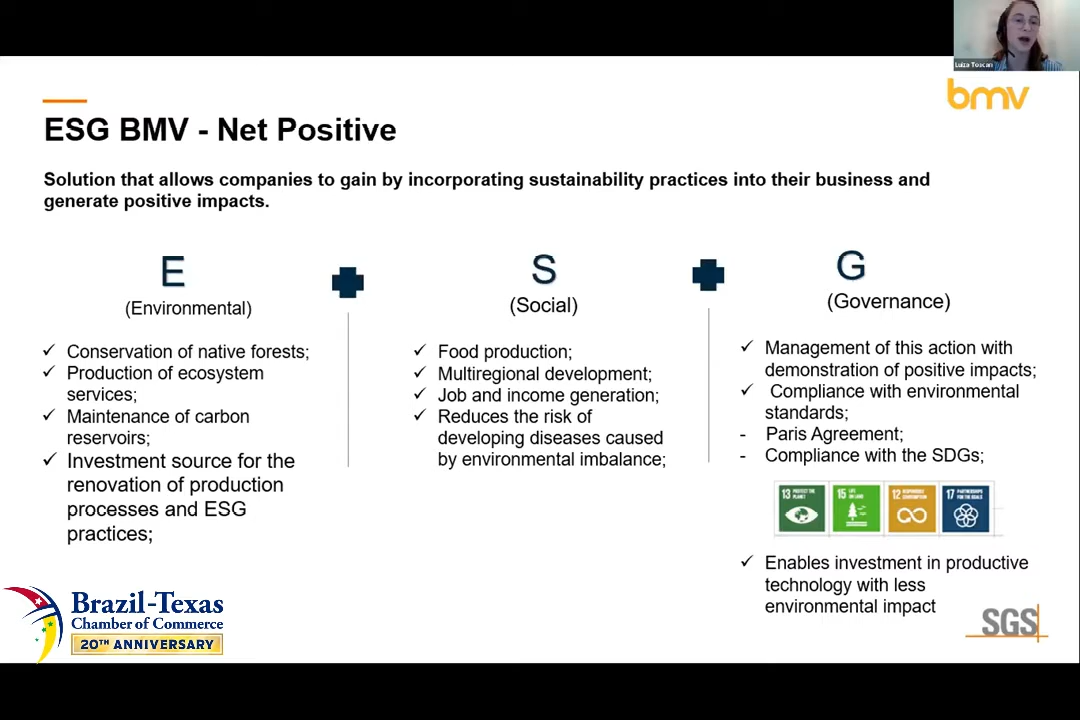 Luiza Toscan
bmv
ESG BMV - Net Positive
Solution that allows companies to gain by incorporating sustainability practices into their business and
generate positive impacts.
E
(Environmental)
✓ Conservation of native forests;
✓ Production of ecosystem
services;
✓ Maintenance of carbon
reservoirs;
✓ Investment source for the
renovation of production
processes and ESG
practices;
S
(Social)
✓ Food production;
✓ Multiregional development;
✓ Job and income generation;
✓ Reduces the risk of
developing diseases caused
by environmental imbalance;
G
(Governance)
✓ Management of this action with
demonstration of positive impacts;
✓ Compliance with environmental
standards;
- Paris Agreement;
- Compliance with the SDGs;
13 PROTECT THE
PLANET
15 LIFE
ON LAND
12 RESPONSIBLE
CONSUMPTION
17 PARTNERSHIPS
FOR THE GOALS
✓ Enables investment in productive
technology with less
environmental impact
Brazil-Texas
Chamber of Commerce
20TH ANNIVERSARY
SGS